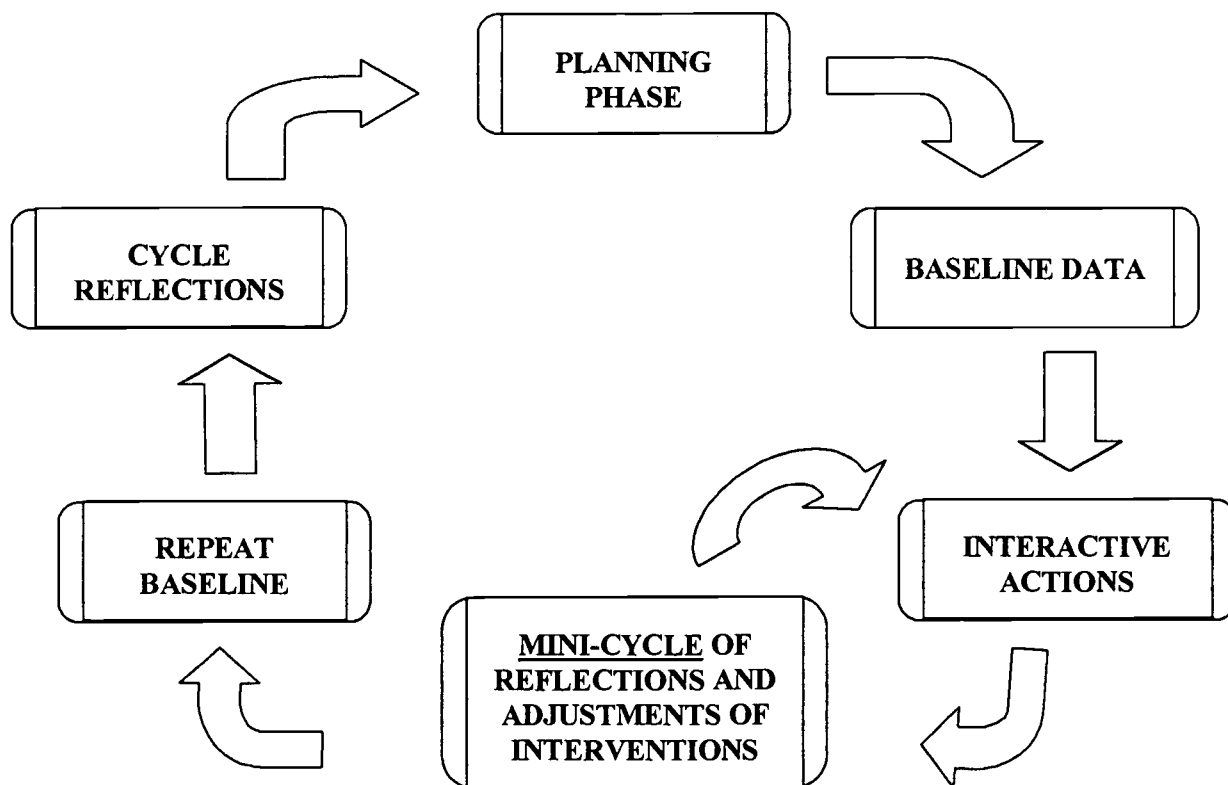 PLANNING
PHASE
BASELINE DATA
INTERACTIVE
ACTIONS
MINI-CYCLE OF
REFLECTIONS AND
ADJUSTMENTS OF
INTERVENTIONS
REPEAT
BASELINE
CYCLE
REFLECTIONS